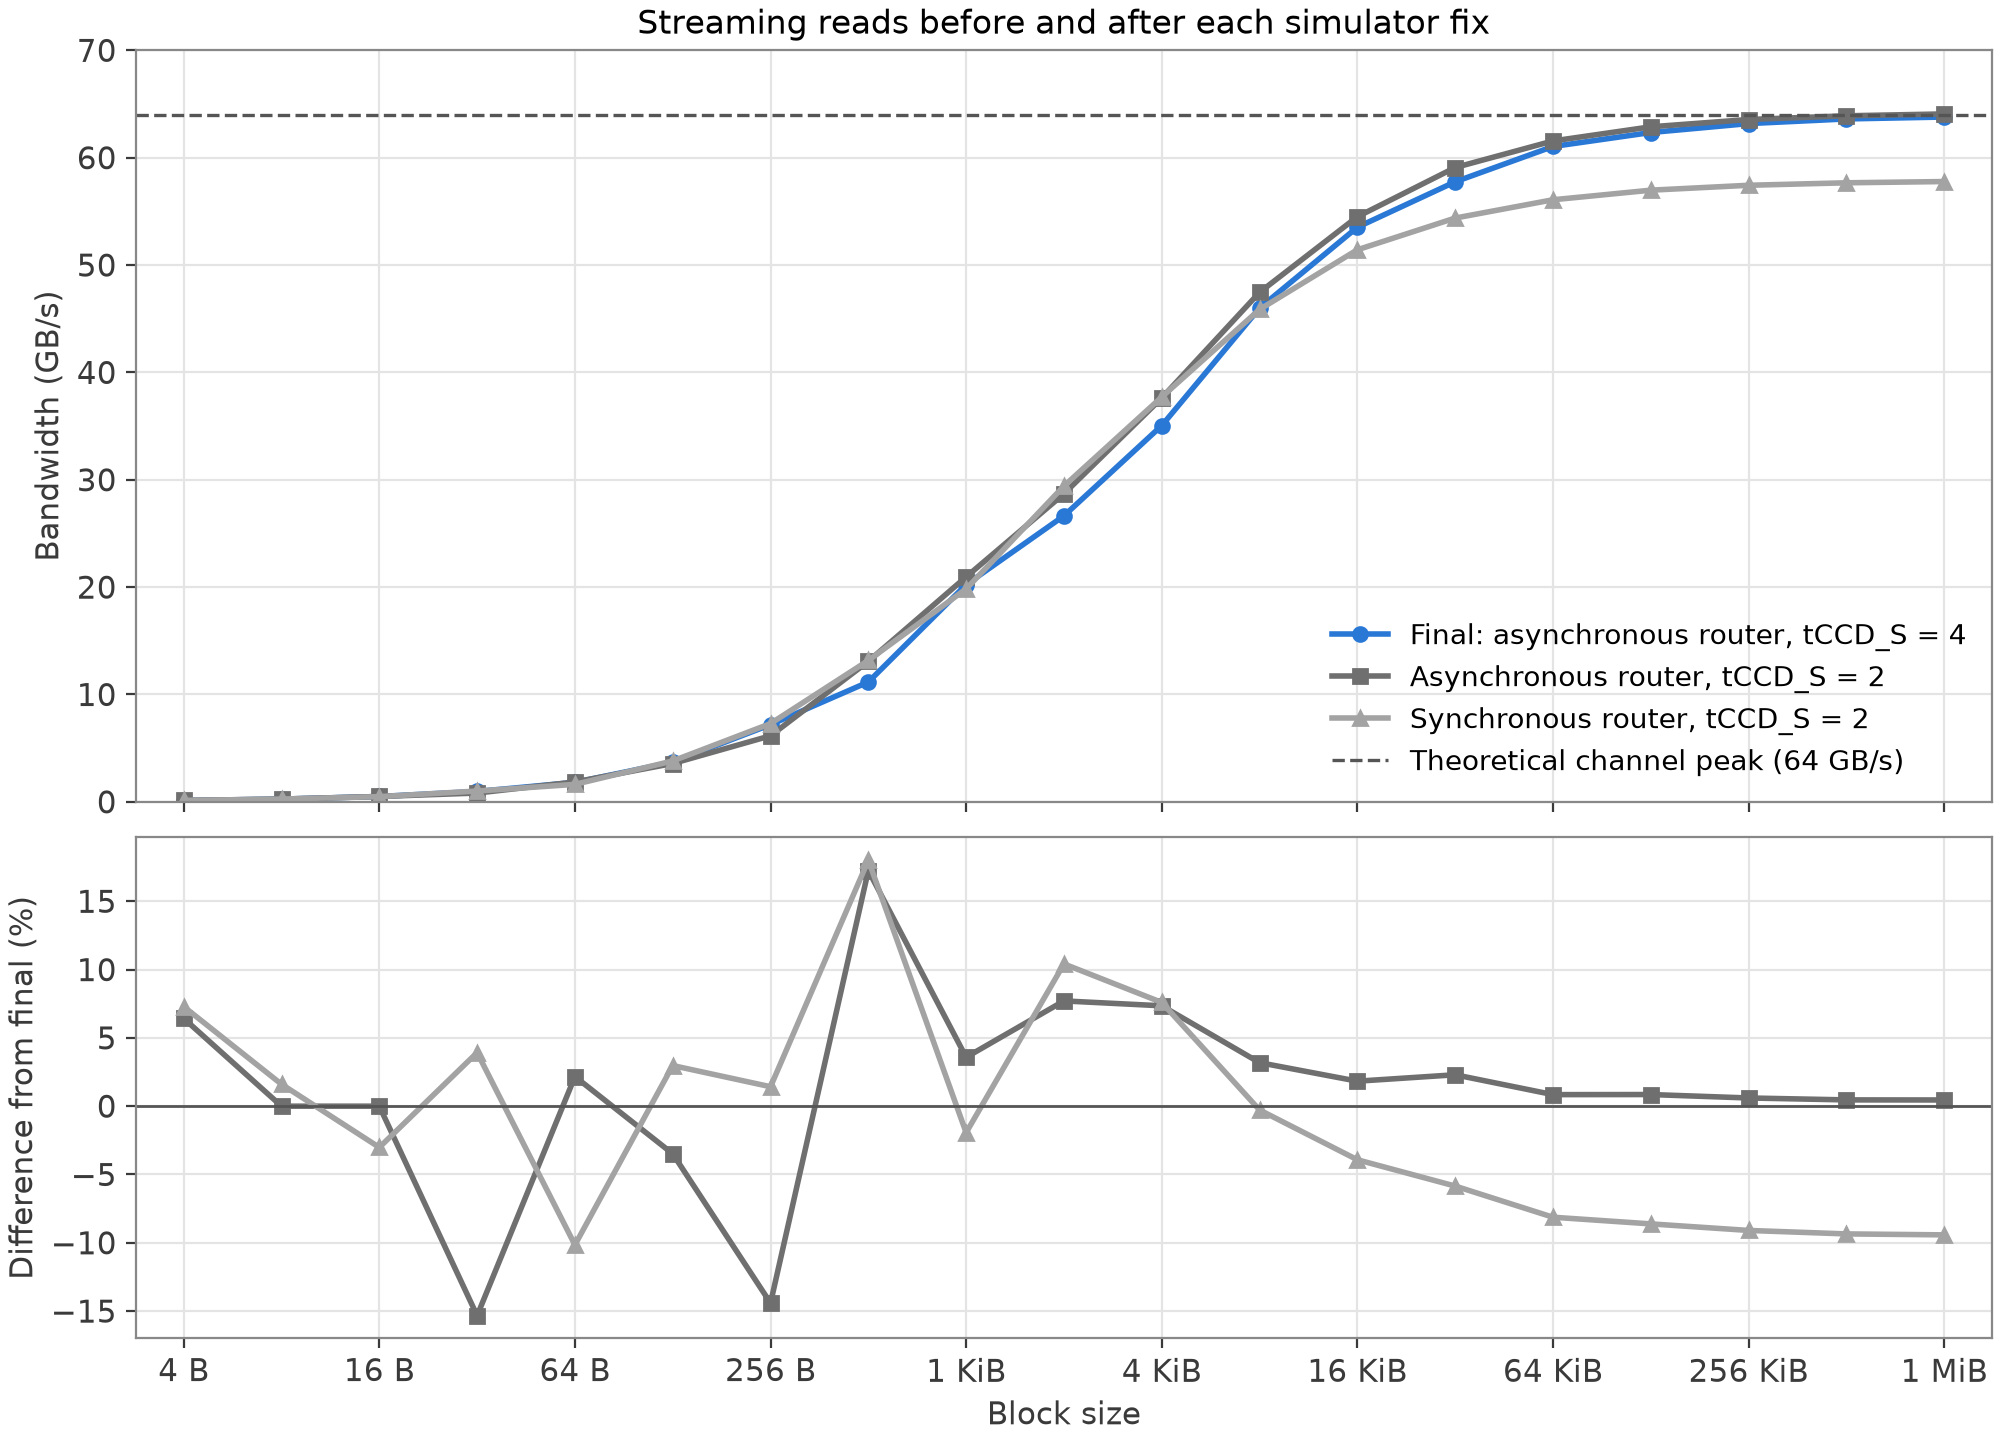 Streaming reads before and after each simulator fix
70
60
50
40
30
20
10
0
Bandwidth (GB/s)
Final: asynchronous router, tCCD_S = 4
Asynchronous router, tCCD_S = 2
Synchronous router, tCCD_S = 2
Theoretical channel peak (64 GB/s)
15
10
5
0
−5
−10
−15
Difference from final (%)
4 B 16 B 64 B 256 B 1 KiB 4 KiB 16 KiB 64 KiB 256 KiB 1 MiB
Block size